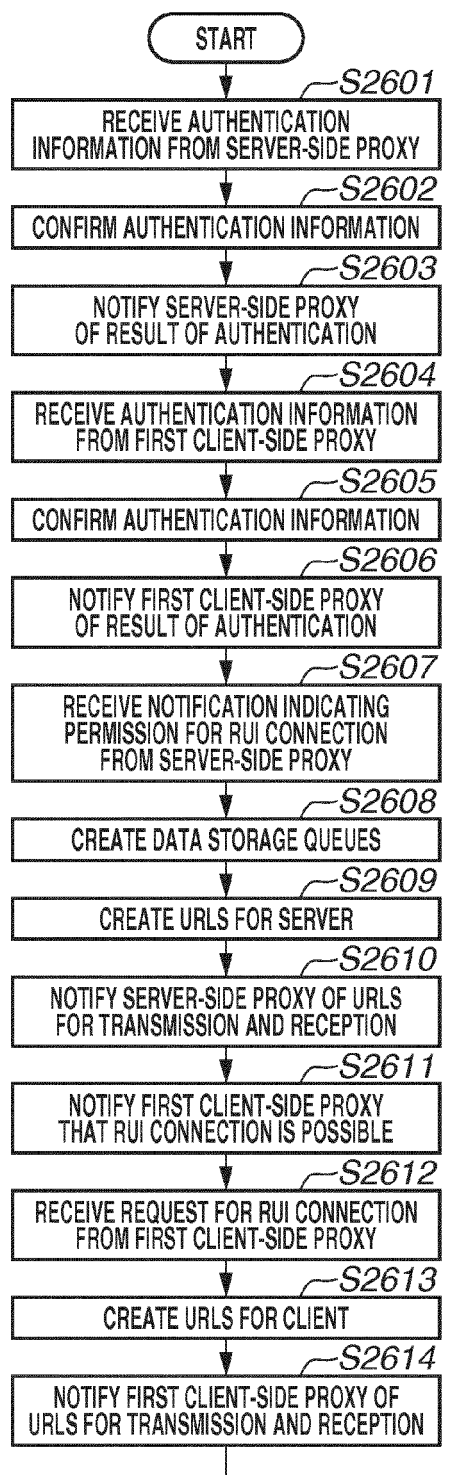 START
S2601
RECEIVE AUTHENTICATION
INFORMATION FROM SERVER-SIDE PROXY
S2602
CONFIRM AUTHENTICATION INFORMATION
S2603
NOTIFY SERVER-SIDE PROXY
OF RESULT OF AUTHENTICATION
S2604
RECEIVE AUTHENTICATION INFORMATION
FROM FIRST CLIENT-SIDE PROXY
S2605
CONFIRM AUTHENTICATION INFORMATION
S2606
NOTIFY FIRST CLIENT-SIDE PROXY
OF RESULT OF AUTHENTICATION
S2607
RECEIVE NOTIFICATION INDICATING
PERMISSION FOR RUI CONNECTION
FROM SERVER-SIDE PROXY
S2608
CREATE DATA STORAGE QUEUES
S2609
CREATE URLS FOR SERVER
S2610
NOTIFY SERVER-SIDE PROXY OF URLS
FOR TRANSMISSION AND RECEPTION
S2611
NOTIFY FIRST CLIENT-SIDE PROXY
THAT RUI CONNECTION IS POSSIBLE
S2612
RECEIVE REQUEST FOR RUI CONNECTION
FROM FIRST CLIENT-SIDE PROXY
S2613
CREATE URLS FOR CLIENT
S2614
NOTIFY FIRST CLIENT-SIDE PROXY OF
URLS FOR TRANSMISSION AND RECEPTION